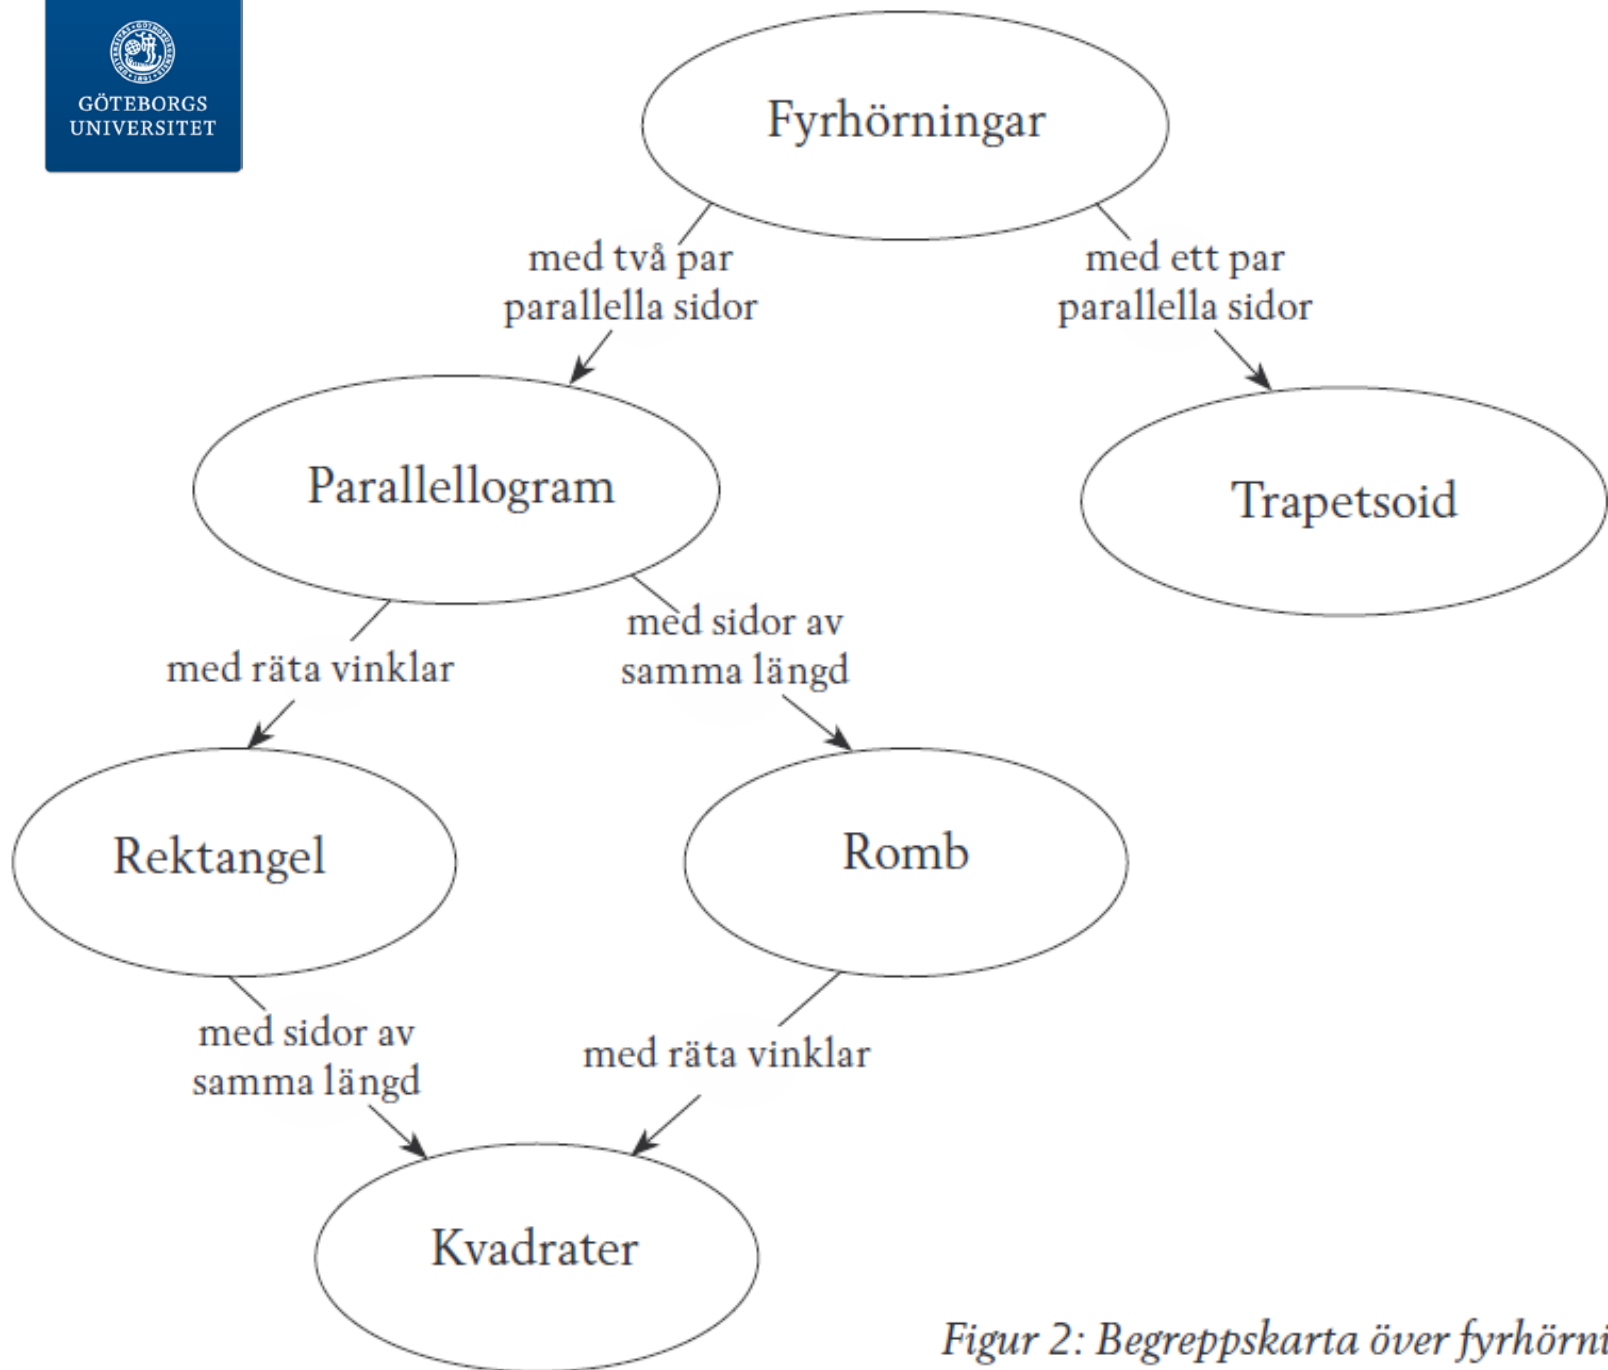 GÖTEBORGS
UNIVERSITET
Fyrhörningar
med två par
parallella sidor
med ett par
parallella sidor
Parallellogram
Trapetsoid
med räta vinklar
med sidor av
samma längd
Rektangel
Romb
med sidor av
samma längd
med räta vinklar
Kvadrater
Figur 2: Begreppskarta över fyrhörni